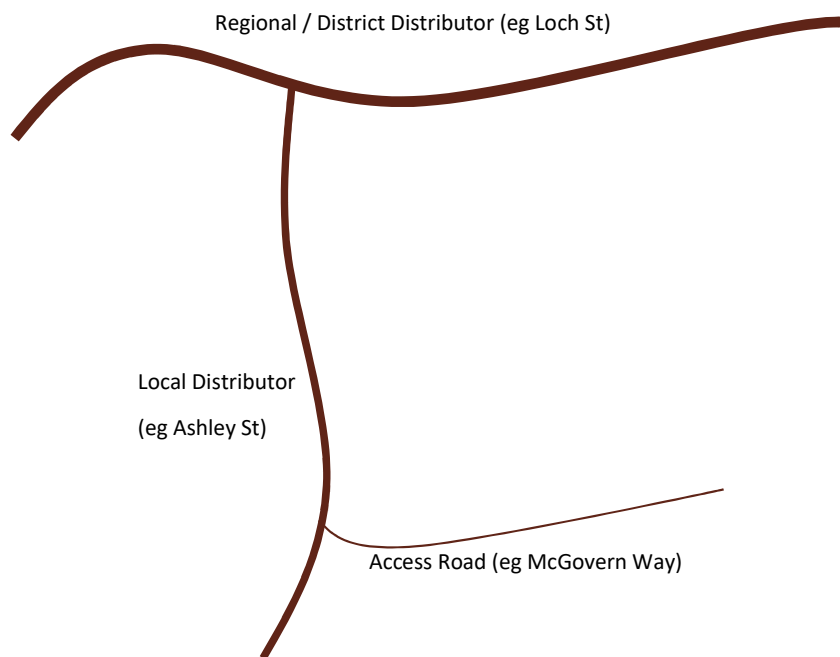 Regional / District Distributor (eg Loch St)
Local Distributor
(eg Ashley St)
Access Road (eg McGovern Way)